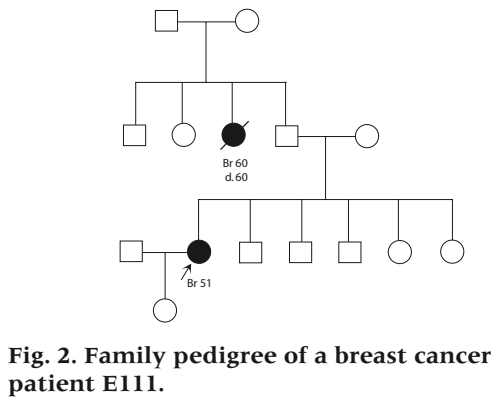 Br 60
d. 60
Br 51
Fig. 2. Family pedigree of a breast cancer
patient E111.